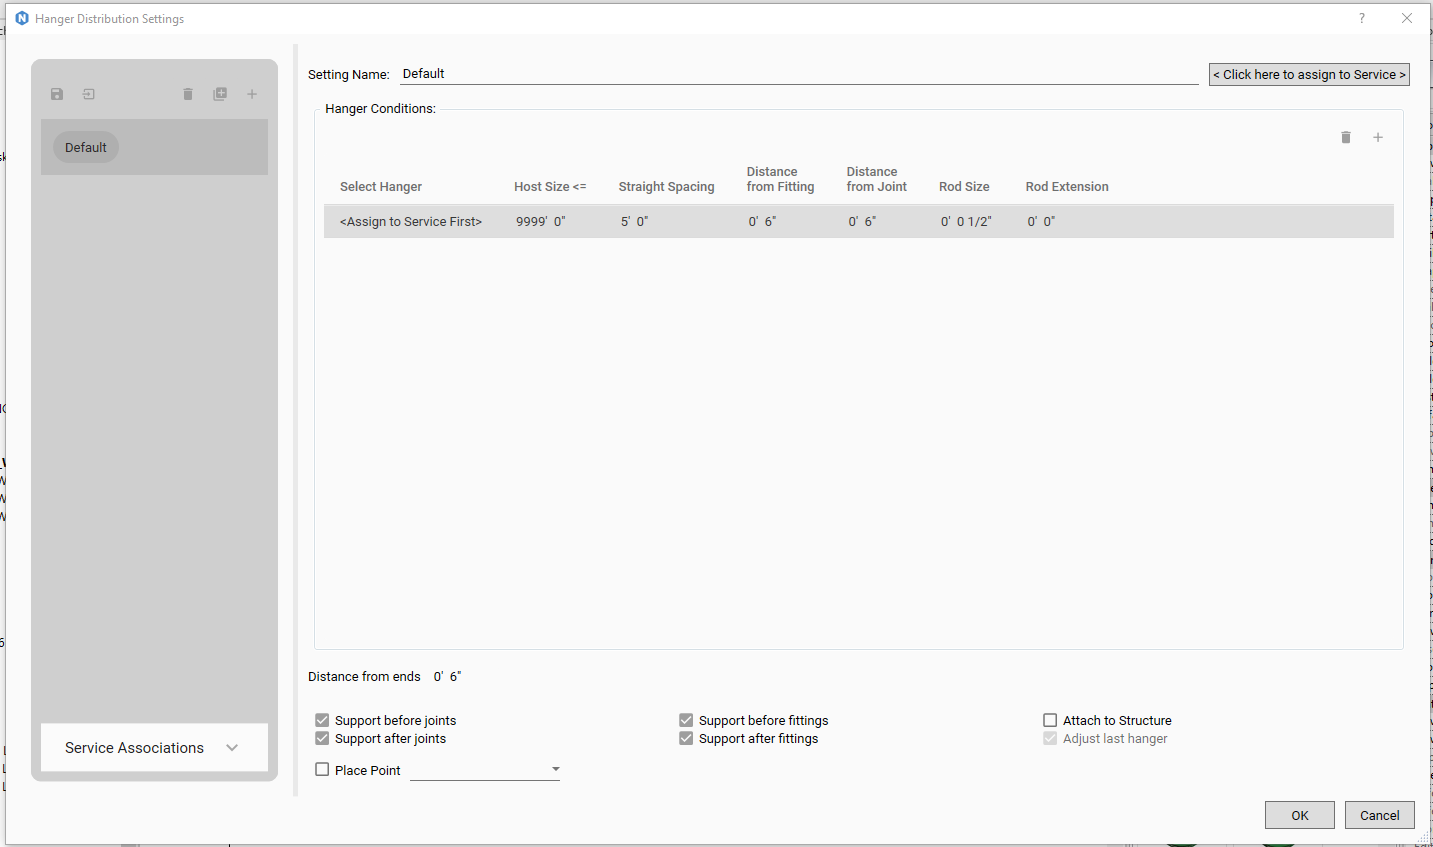 Hanger Distribution Settings
?
Setting Name: Default
< Click here to assign to Service >
Default
Hanger Conditions:
Select Hanger Host Size <= Straight Spacing Distance from Fitting Distance from Joint Rod Size Rod Extension
<Assign to Service First> 9999' 0" 5' 0" 0' 6" 0' 6" 0' 0 1/2" 0' 0"
Distance from ends 0' 6"
Support before joints Support before fittings Attach to Structure
Support after joints Support after fittings Adjust last hanger
Place Point
Service Associations
OK Cancel